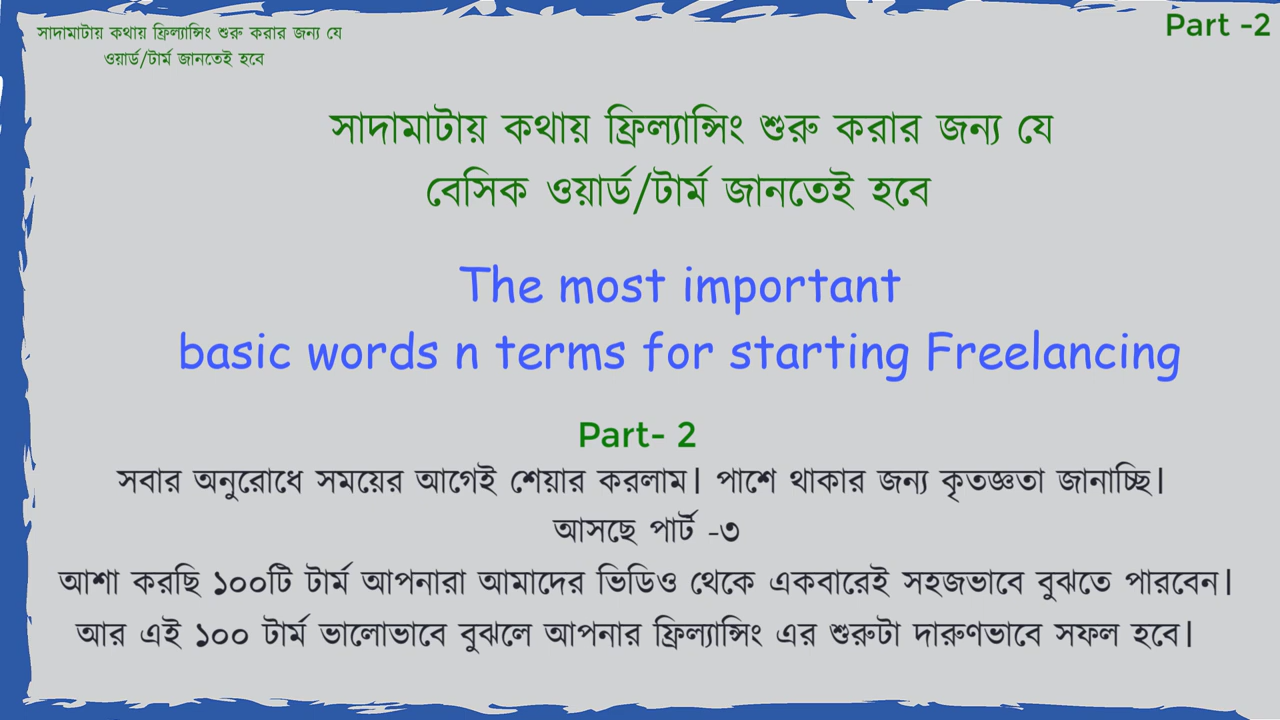 সাদামাটায় কথায় ফ্রিল্যান্সিং শুরু করার জন্য যে
ওয়ার্ড/টার্ম জানতেই হবে
Part -2
সাদামাটায় কথায় ফ্রিল্যান্সিং শুরু করার জন্য যে
বেসিক ওয়ার্ড/টার্ম জানতেই হবে
The most important
basic words n terms for starting Freelancing
Part- 2
সবার অনুরোধে সময়ের আগেই শেয়ার করলাম। পাশে থাকার জন্য কৃতজ্ঞতা জানাচ্ছি।
আসছে পার্ট -৩
আশা করছি ১০০টি টার্ম আপনারা আমাদের ভিডিও থেকে একবারেই সহজভাবে বুঝতে পারবেন।
আর এই ১০০ টার্ম ভালোভাবে বুঝলে আপনার ফ্রিল্যান্সিং এর শুরুটা দারুণভাবে সফল হবে।